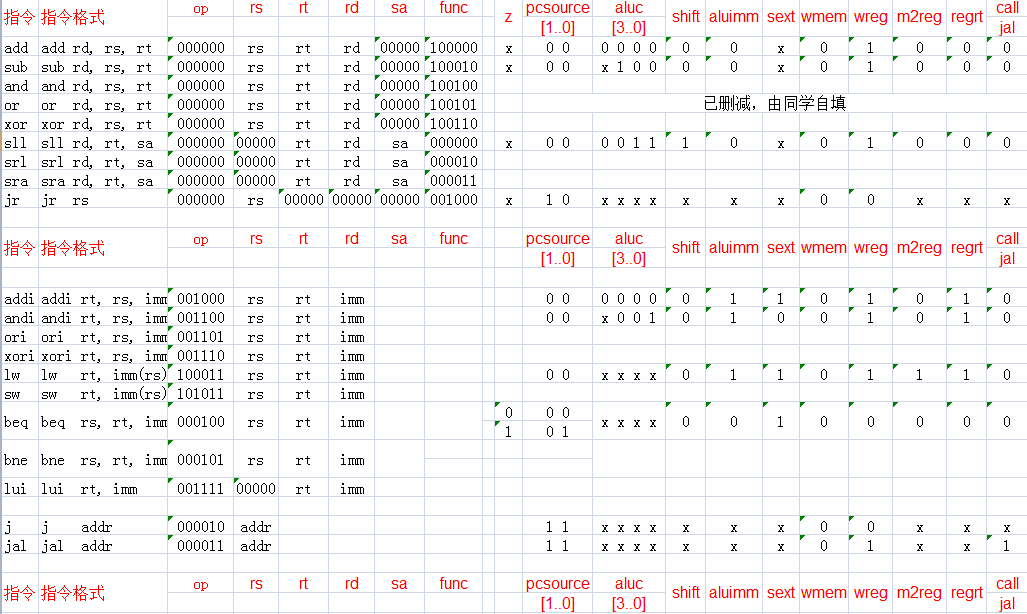 指令 指令格式 op rs rt rd sa func z pcsource [1..0] aluc [3..0] shift aluimm sext wmem wreg m2reg regrt call jal
add add rd, rs, rt 000000 rs rt rd 00000 100000 x 0 0 0 0 0 0 0 0 x 0 1 0 0 0
sub sub rd, rs, rt 000000 rs rt rd 00000 100010 x 0 0 x 1 0 0 0 0 x 0 1 0 0 0
and and rd, rs, rt 000000 rs rt rd 00000 100100
or or rd, rs, rt 000000 rs rt rd 00000 100101 已删减，由同学自填
xor xor rd, rs, rt 000000 rs rt rd 00000 100110
sll sll rd, rt, sa 000000 00000 rt rd sa 000000 x 0 0 0 0 1 1 1 0 x 0 1 0 0 0
srl srl rd, rt, sa 000000 00000 rt rd sa 000010
sra sra rd, rt, sa 000000 00000 rt rd sa 000011
jr jr rs 000000 rs 00000 00000 00000 001000 x 1 0 x x x x x x x 0 0 x x x
指令 指令格式 op rs rt rd sa func pcsource [1..0] aluc [3..0] shift aluimm sext wmem wreg m2reg regrt call jal
addi addi rt, rs, imm 001000 rs rt imm 0 0 0 0 0 0 0 1 1 0 1 0 1 0
andi andi rt, rs, imm 001100 rs rt imm 0 0 x 0 0 1 0 1 0 0 1 0 1 0
ori ori rt, rs, imm 001101 rs rt imm
xori xori rt, rs, imm 001110 rs rt imm
lw lw rt, imm(rs) 100011 rs rt imm 0 0 x x x x 0 1 1 0 1 1 1 0
sw sw rt, imm(rs) 101011 rs rt imm
beq beq rs, rt, imm 000100 rs rt imm 0 0 0 x x x x 0 0 1 0 0 0 0 0
1 0 1
bne bne rs, rt, imm 000101 rs rt imm
lui lui rt, imm 001111 00000 rt imm
j j addr 000010 addr 1 1 x x x x x x x 0 0 x x x
jal jal addr 000011 addr 1 1 x x x x x x x 0 1 x x 1
指令 指令格式 op rs rt rd sa func pcsource [1..0] aluc [3..0] shift aluimm sext wmem wreg m2reg regrt call jal